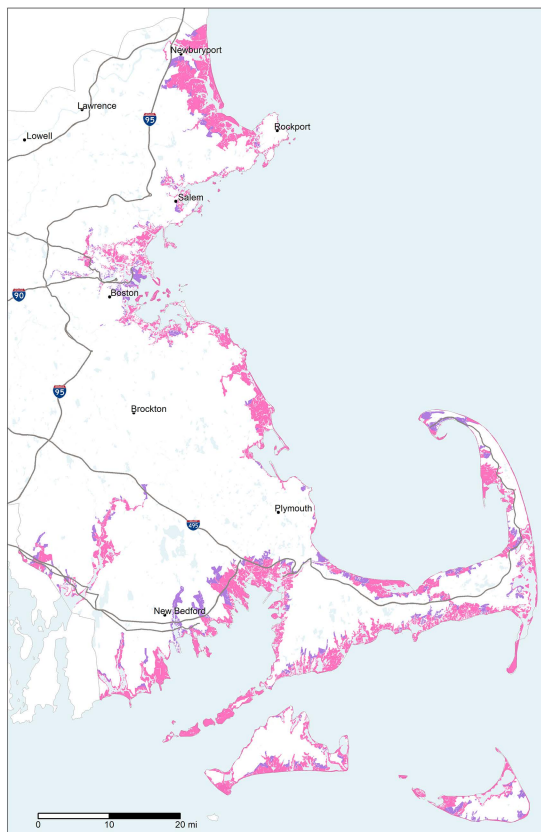 Newburyport
Lawrence
95
Rockport
Lowell
Salem
90
Boston
95
Brockton
Plymouth
495
New Bedford
0 10 20 mi